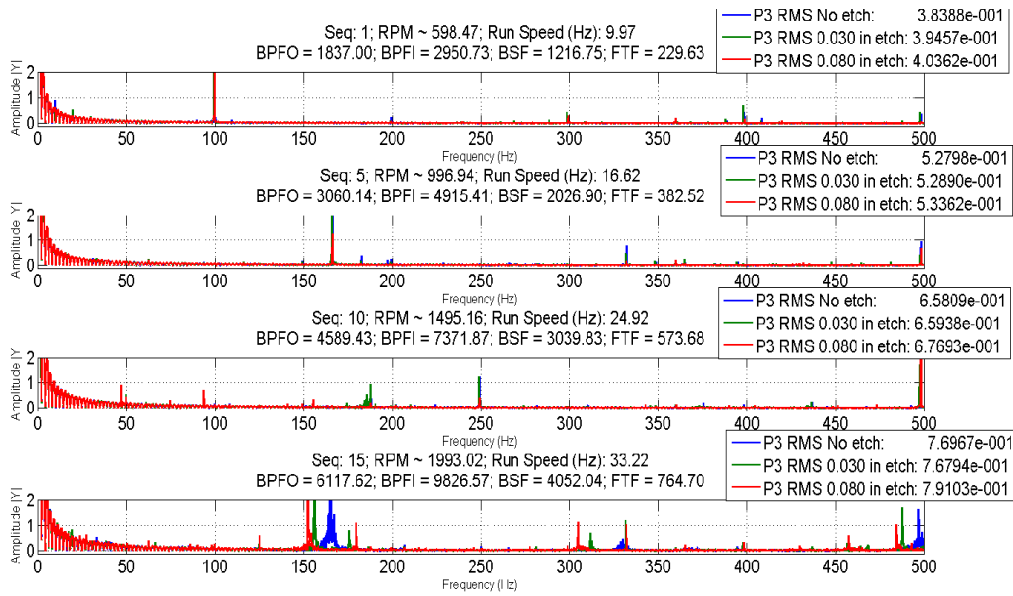 Seq: 1; RPM ~ 598.47; Run Speed (Hz): 9.97
BPFO = 1837.00; BPFI = 2950.73; BSF = 1216.75; FTF = 229.63
P3 RMS No etch: 3.8388e-001
P3 RMS 0.030 in etch: 3.9457e-001
P3 RMS 0.080 in etch: 4.0362e-001
Amplitude |Y|
2
1
0
0 50 100 150 200 250 300 350 400 450 500
Frequency (Hz)
Seq: 5; RPM ~ 996.94; Run Speed (Hz): 16.62
BPFO = 3060.14; BPFI = 4915.41; BSF = 2026.90; FTF = 382.52
P3 RMS No etch: 5.2798e-001
P3 RMS 0.030 in etch: 5.2890e-001
P3 RMS 0.080 in etch: 5.3362e-001
Amplitude |Y|
2
1
0
0 50 100 150 200 250 300 350 400 450 500
Frequency (Hz)
Seq: 10; RPM ~ 1495.16; Run Speed (Hz): 24.92
BPFO = 4589.43; BPFI = 7371.87; BSF = 3039.83; FTF = 573.68
P3 RMS No etch: 6.5809e-001
P3 RMS 0.030 in etch: 6.5938e-001
P3 RMS 0.080 in etch: 6.7693e-001
Amplitude |Y|
2
1
0
0 50 100 150 200 250 300 350 400 450 500
Frequency (Hz)
Seq: 15; RPM ~ 1993.02; Run Speed (Hz): 33.22
BPFO = 6117.62; BPFI = 9826.57; BSF = 4052.04; FTF = 764.70
P3 RMS No etch: 7.6967e-001
P3 RMS 0.030 in etch: 7.6794e-001
P3 RMS 0.080 in etch: 7.9103e-001
Amplitude |Y|
2
1
0
0 50 100 150 200 250 300 350 400 450 500
Frequency (Hz)